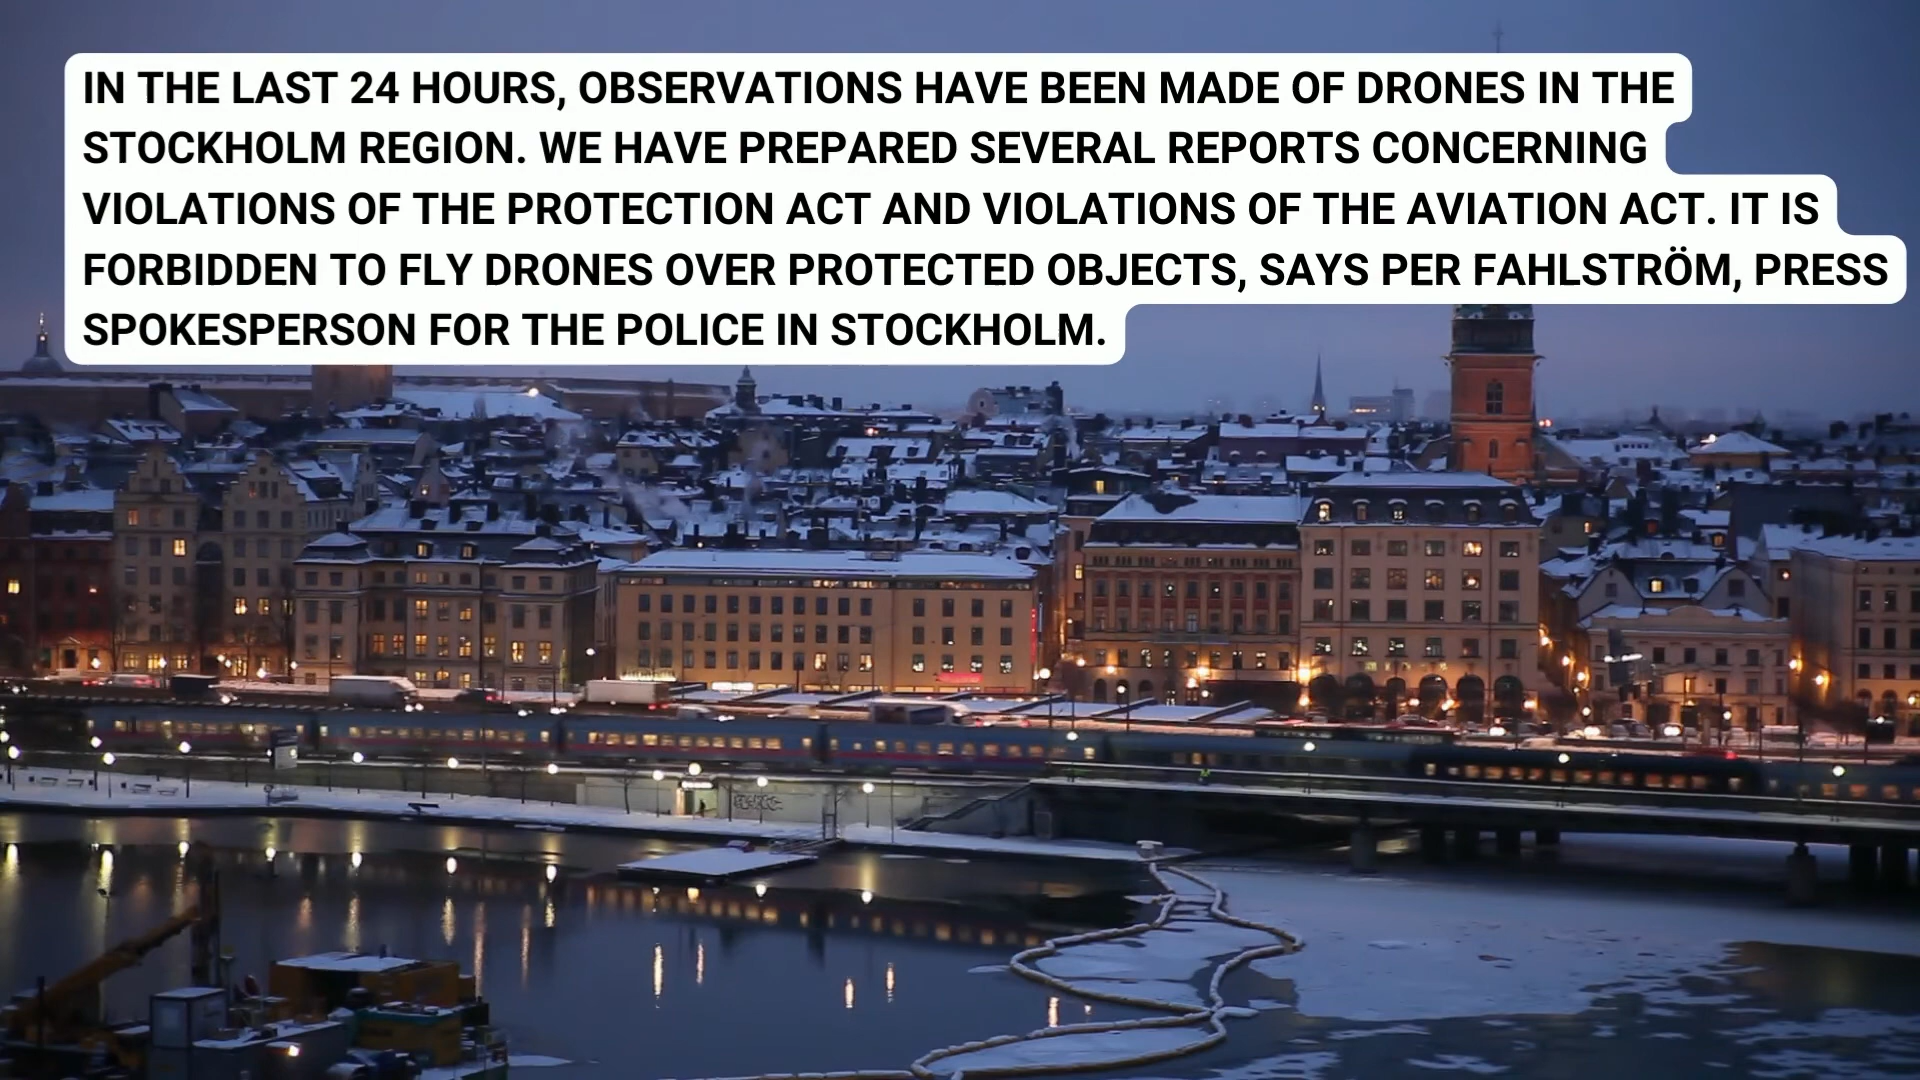 IN THE LAST 24 HOURS, OBSERVATIONS HAVE BEEN MADE OF DRONES IN THE
STOCKHOLM REGION. WE HAVE PREPARED SEVERAL REPORTS CONCERNING
VIOLATIONS OF THE PROTECTION ACT AND VIOLATIONS OF THE AVIATION ACT. IT IS
FORBIDDEN TO FLY DRONES OVER PROTECTED OBJECTS, SAYS PER FAHLSTRÖM, PRESS
SPOKESPERSON FOR THE POLICE IN STOCKHOLM.